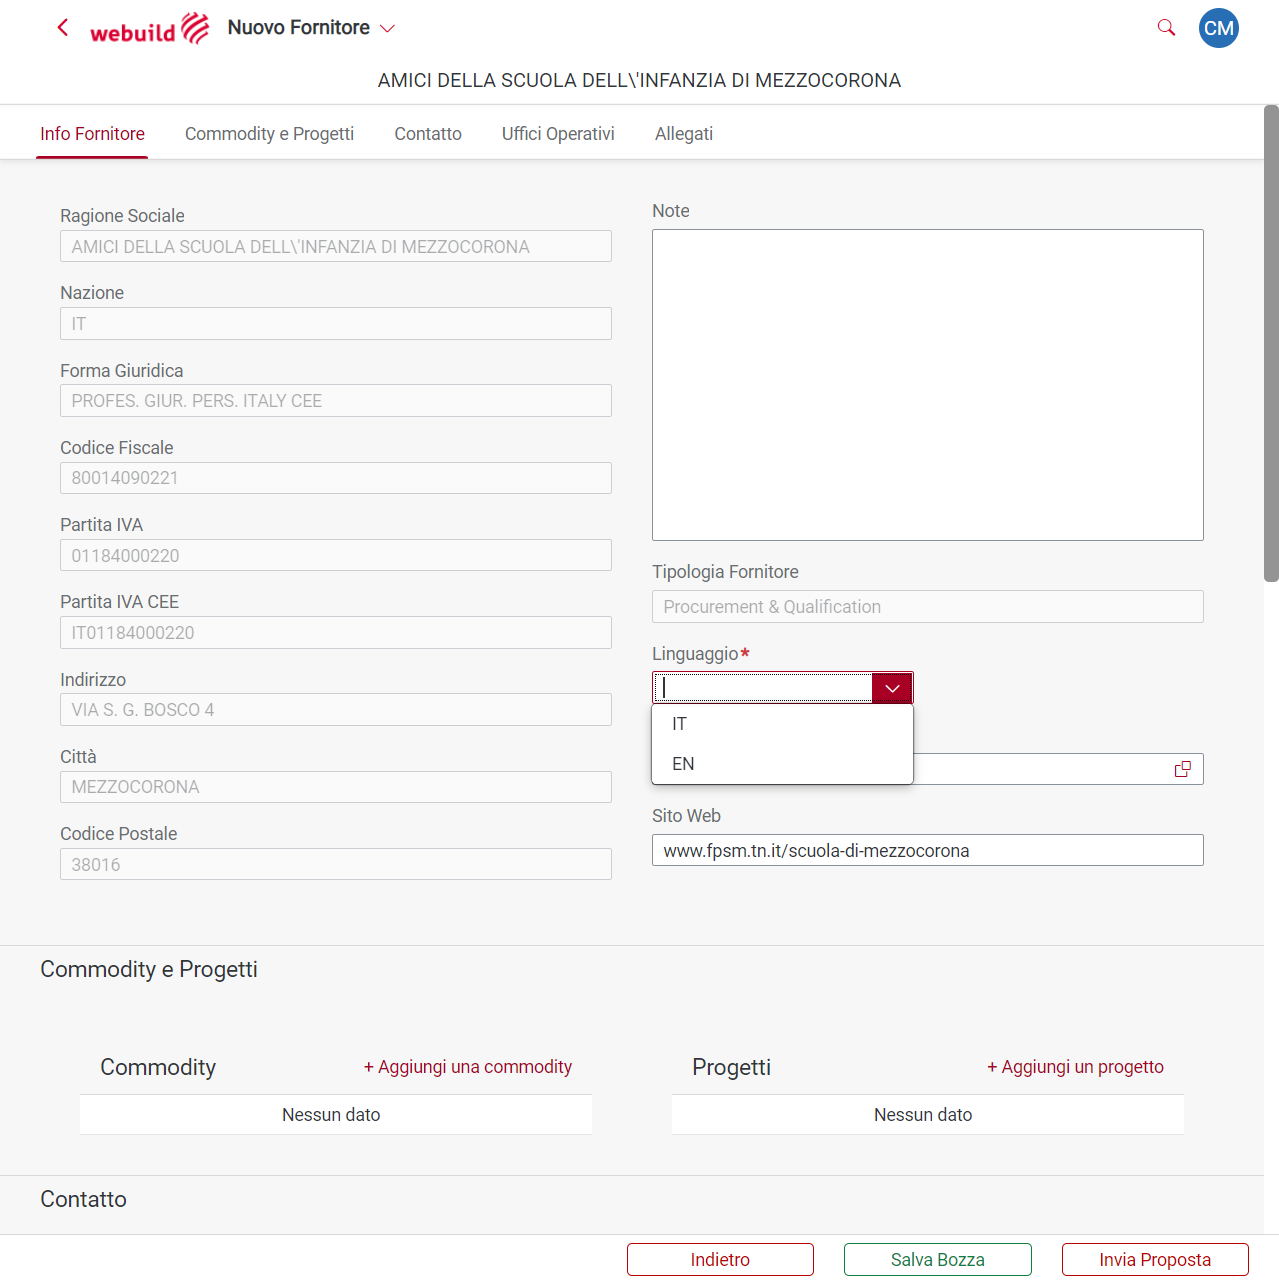 webuild
Nuovo Fornitore
CM
AMICI DELLA SCUOLA DELL\'INFANZIA DI MEZZOCORONA
Info Fornitore
Commodity e Progetti
Contatto
Uffici Operativi
Allegati
Ragione Sociale
AMICI DELLA SCUOLA DELL\'INFANZIA DI MEZZOCORONA
Nazione
IT
Forma Giuridica
PROFES. GIUR. PERS. ITALY CEE
Codice Fiscale
80014090221
Partita IVA
01184000220
Partita IVA CEE
IT01184000220
Indirizzo
VIA S. G. BOSCO 4
Città
MEZZOCORONA
Codice Postale
38016
Note
Tipologia Fornitore
Procurement & Qualification
Linguaggio*
IT
EN
Sito Web
www.fpsm.tn.it/scuola-di-mezzocorona
Commodity e Progetti
Commodity
+ Aggiungi una commodity
Nessun dato
Progetti
+ Aggiungi un progetto
Nessun dato
Contatto
Indietro
Salva Bozza
Invia Proposta